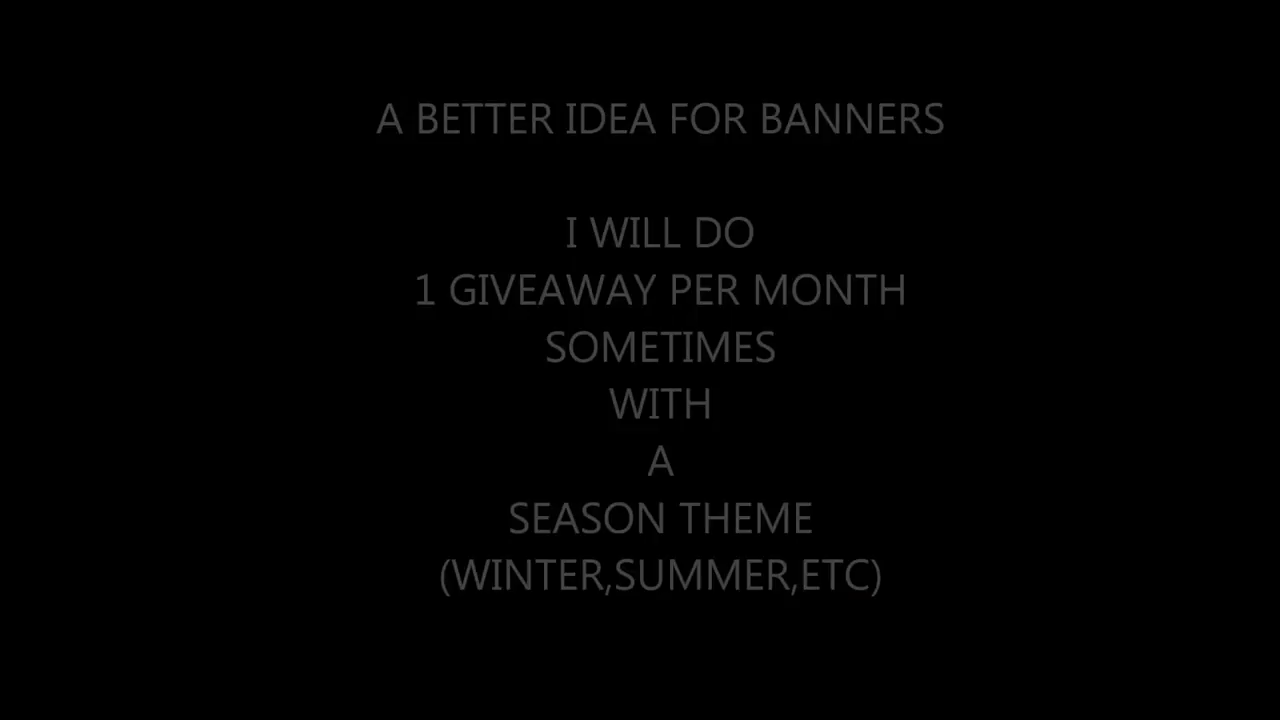 A BETTER IDEA FOR BANNERS
I WILL DO
1 GIVEAWAY PER MONTH
SOMETIMES
WITH
A
SEASON THEME
(WINTER,SUMMER,ETC)